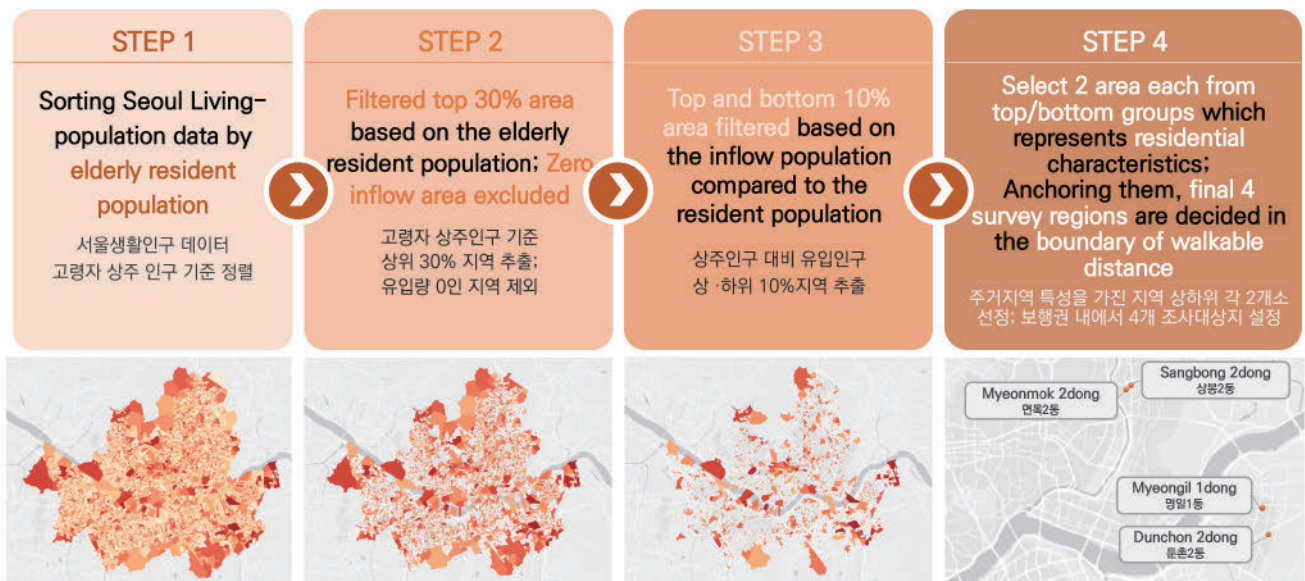 STEP 1
Sorting Seoul Living-
population data by
elderly resident
population
서울생활인구 데이터
고령자 상주 인구 기준 정렬
STEP 2
Filtered top 30% area
based on the elderly
resident population; Zero
inflow area excluded
고령자 상주인구 기준
상위 30% 지역 추출;
유입량 0인 지역 제외
STEP 3
Top and bottom 10%
area filtered based on
the inflow population
compared to the
resident population
상주인구 대비 유입인구
상 ·하위 10%지역 추출
STEP 4
Select 2 area each from
top/bottom groups which
represents residential
characteristics;
Anchoring them, final 4
survey regions are decided in
the boundary of walkable
distance
주거지역 특성을 가진 지역 상하위 각 2개소
선정; 보행권 내에서 4개 조사대상지 설정
Sangbong 2dong
상봉2동
Myeonmok 2dong
면목2동
Myeongil 1dong
명일1동
Dunchon 2dong
둔촌2동